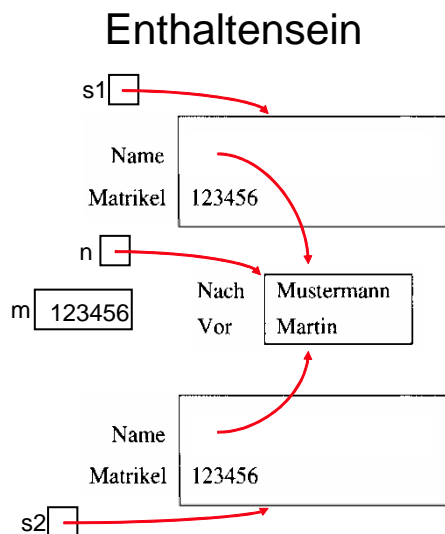 Enthaltensein
s1
Name
Matrikel 123456
n
m 123456
Nach Mustermann
Vor Martin
Name
Matrikel 123456
s2